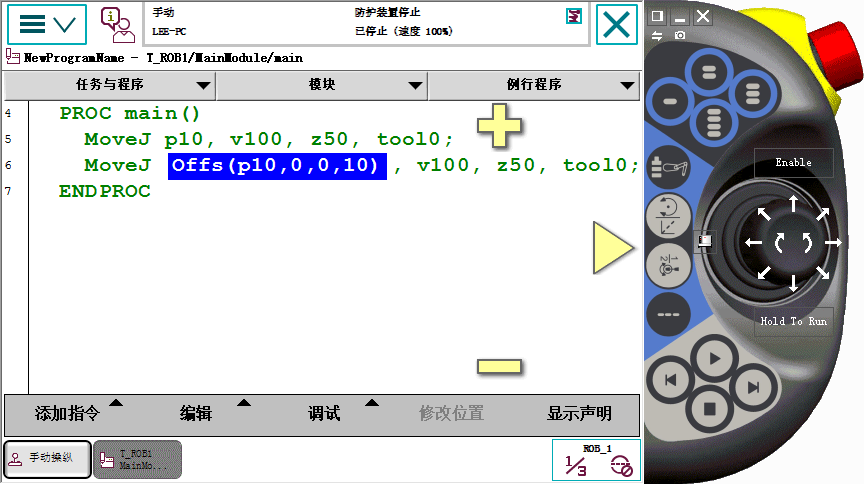 手动
防护装置停止
LEE-PC
已停止 (速度 100%)
NewProgramName - T_ROB1/MainModule/main
任务与程序
模块
例行程序
4 PROC main()
5 MoveJ p10, v100, z50, tool0;
6 MoveJ Offs(p10,0,0,10) , v100, z50, tool0;
7 ENDPROC
添加指令
编辑
调试
修改位置
显示声明
手动操纵
T_ROB1
MainMo...
ROB_1
1/3
Enable
Hold To Run